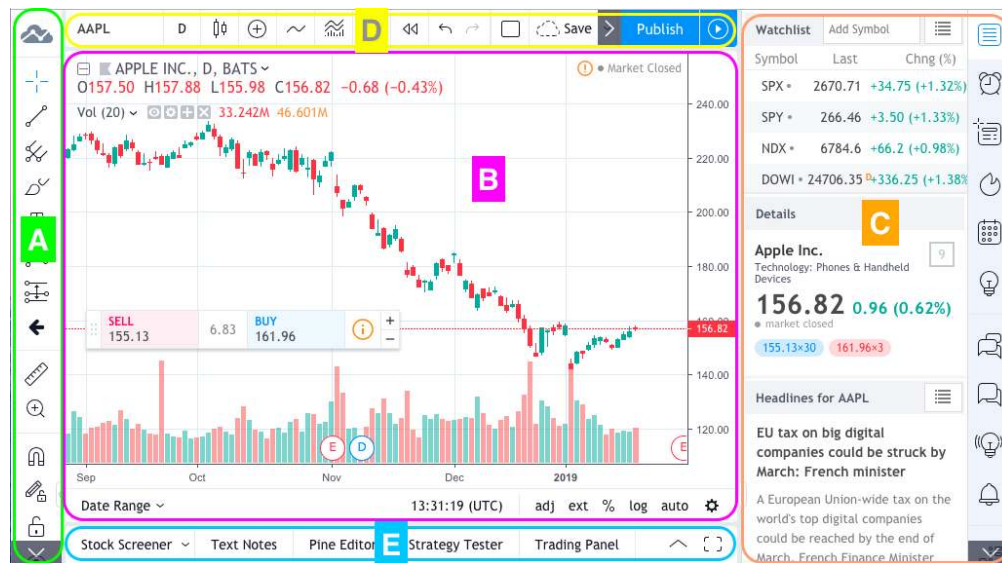 AAPL D Save Publish
D
APPLE INC., D, BATS
Market Closed
O157.50 H157.88 L155.98 C156.82 −0.68 (−0.43%)
Vol (20) 33.242M 46.601M
240.00
220.00
200.00
180.00
160.00
156.82
140.00
120.00
A
B
SELL
155.13
6.83
BUY
161.96
+
−
E D E
Sep Oct Nov Dec 2019
Date Range 13:31:19 (UTC) adj ext % log auto
Stock Screener Text Notes Pine Editor Strategy Tester Trading Panel
E
Watchlist Add Symbol
Symbol Last Chng (%)
SPX 2670.71 +34.75 (+1.32%)
SPY 266.46 +3.50 (+1.33%)
NDX 6784.6 +66.2 (+0.98%)
DOWI 24706.35 D +336.25 (+1.38%
Details
C
Apple Inc. 9
Technology: Phones & Handheld
Devices
156.82 0.96 (0.62%)
market closed
155.13×30 161.96×3
Headlines for AAPL
EU tax on big digital
companies could be struck by
March: French minister
A European Union-wide tax on the
world's top digital companies
could be reached by the end of
March, French Finance Minister